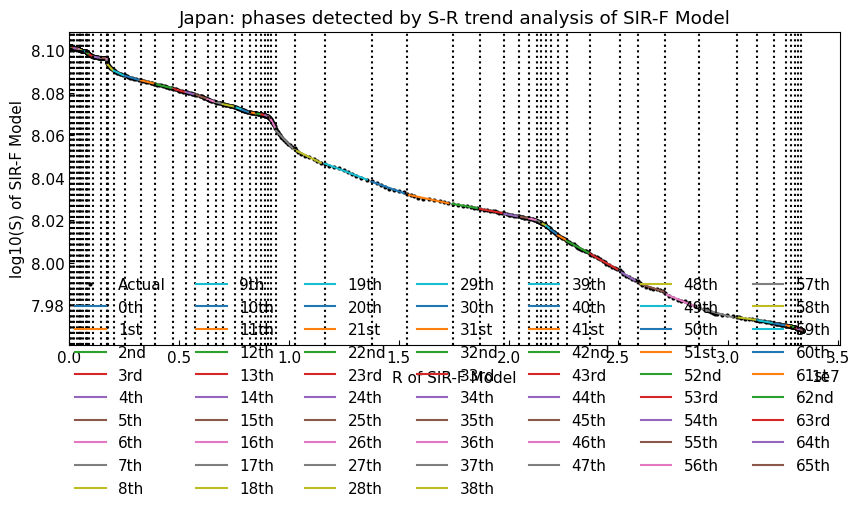 Japan: phases detected by S-R trend analysis of SIR-F Model
log10(S) of SIR-F Model
8.10
8.08
8.06
8.04
8.02
8.00
7.98
0.0 0.5 1.0 1.5 2.0 2.5 3.0 3.5
1e7
R of SIR-F Model
Actual 9th 19th 29th 39th 48th 57th
0th 10th 20th 30th 40th 49th 58th
1st 11th 21st 31st 41st 50th 59th
2nd 12th 22nd 32nd 42nd 51st 60th
3rd 13th 23rd 33rd 43rd 52nd 61st
4th 14th 24th 34th 44th 53rd 62nd
5th 15th 25th 35th 45th 54th 63rd
6th 16th 26th 36th 46th 55th 64th
7th 17th 27th 37th 47th 56th 65th
8th 18th 28th 38th